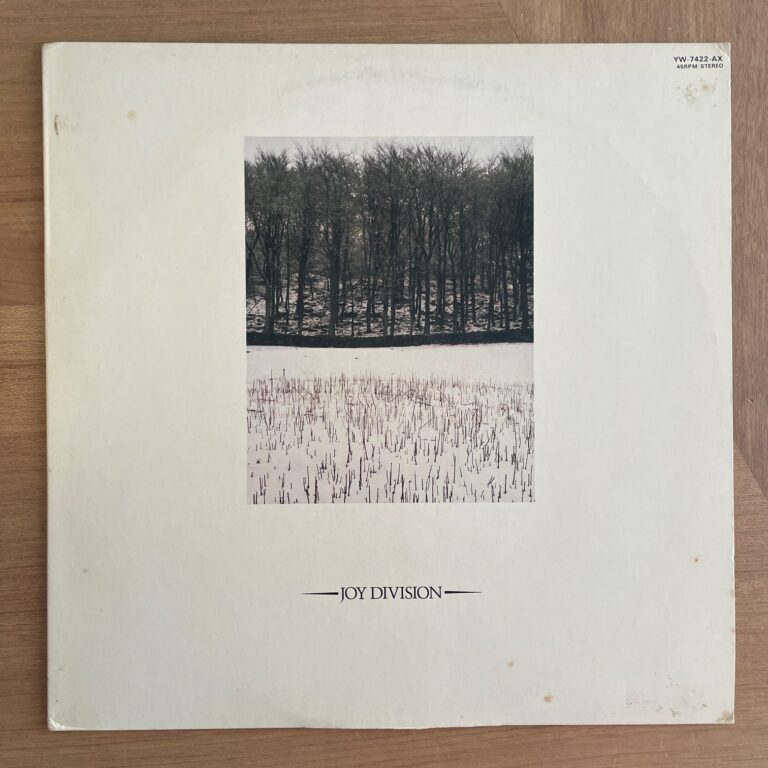 YW-7422-AX
45RPM. STEREO
JOY DIVISION